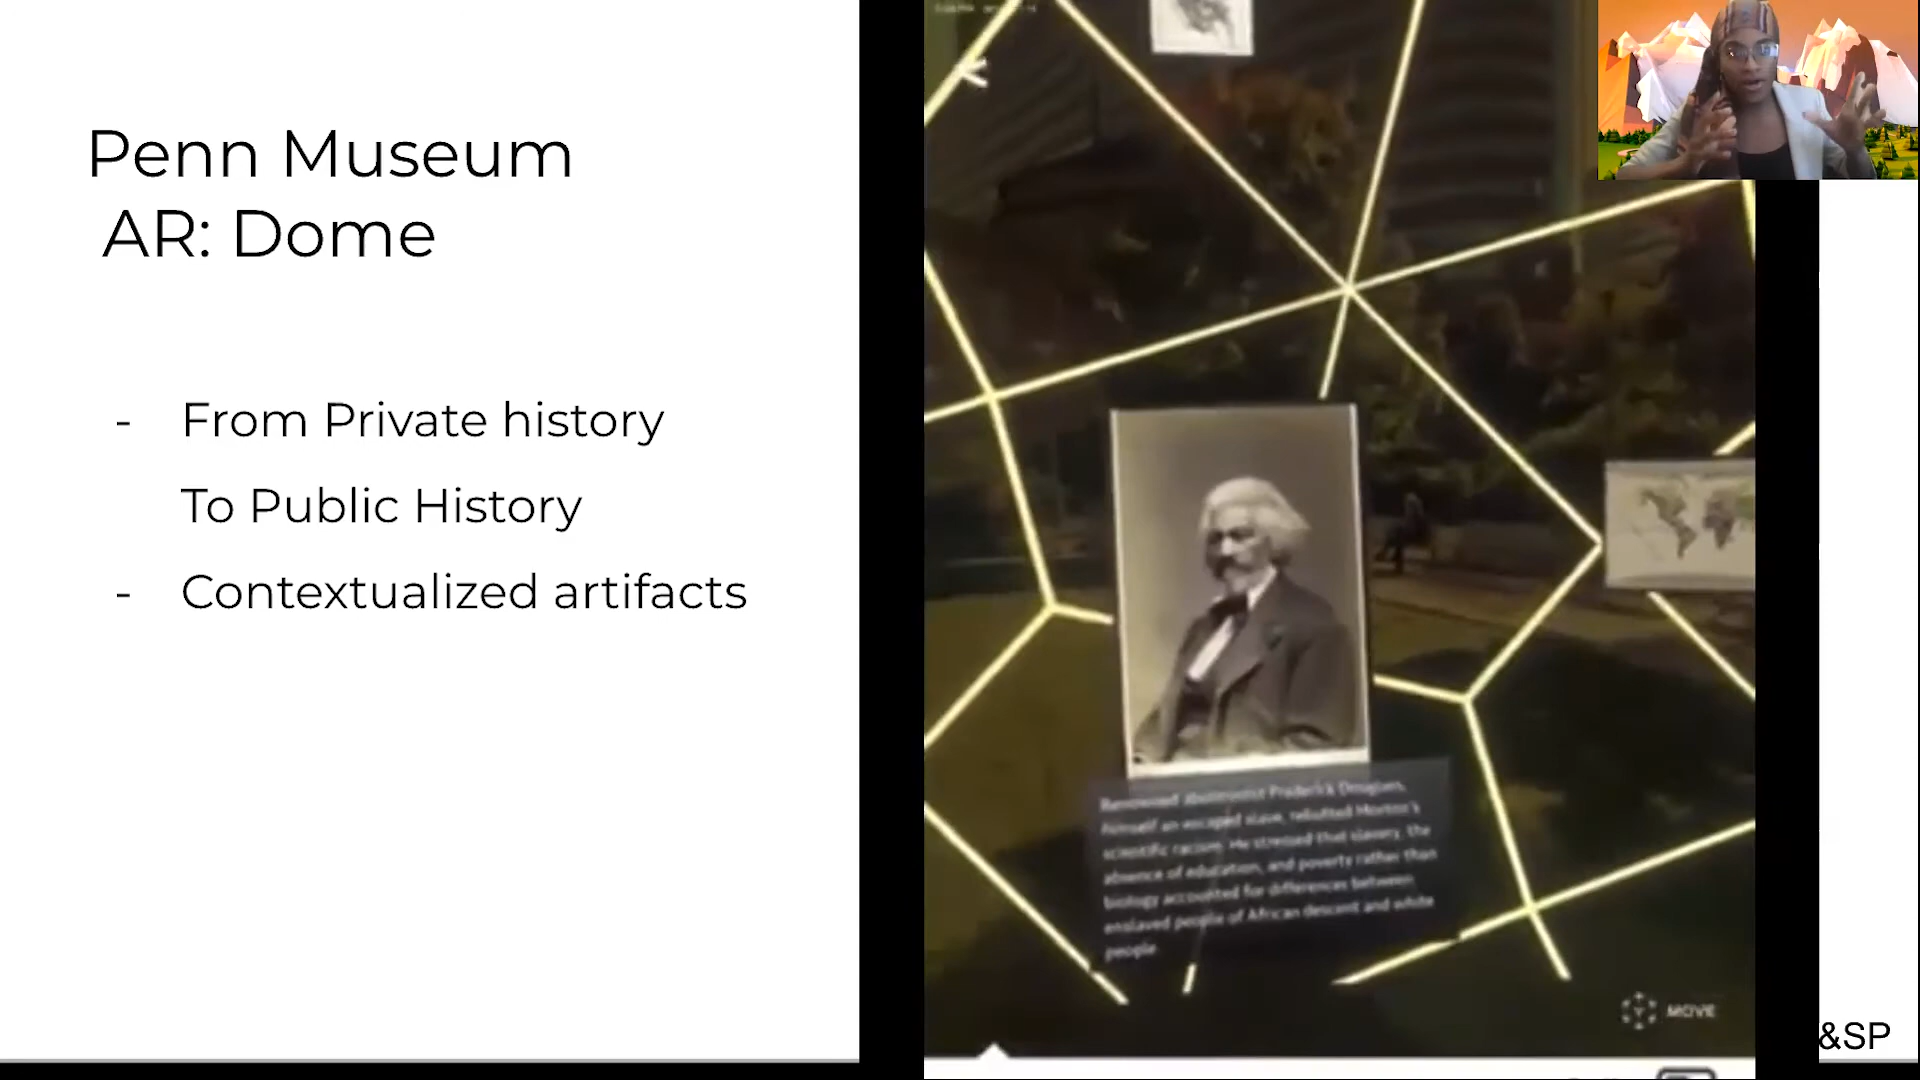 Penn Museum
AR: Dome
- From Private history
To Public History
- Contextualized artifacts
Renowned abolitionist Frederick Douglass,
himself an escaped slave, rebutted Morton's
scientific racism. He stressed that slavery, the
absence of education, and poverty rather than
biology accounted for differences between
enslaved people of African descent and white
people.
MOVE
&SP